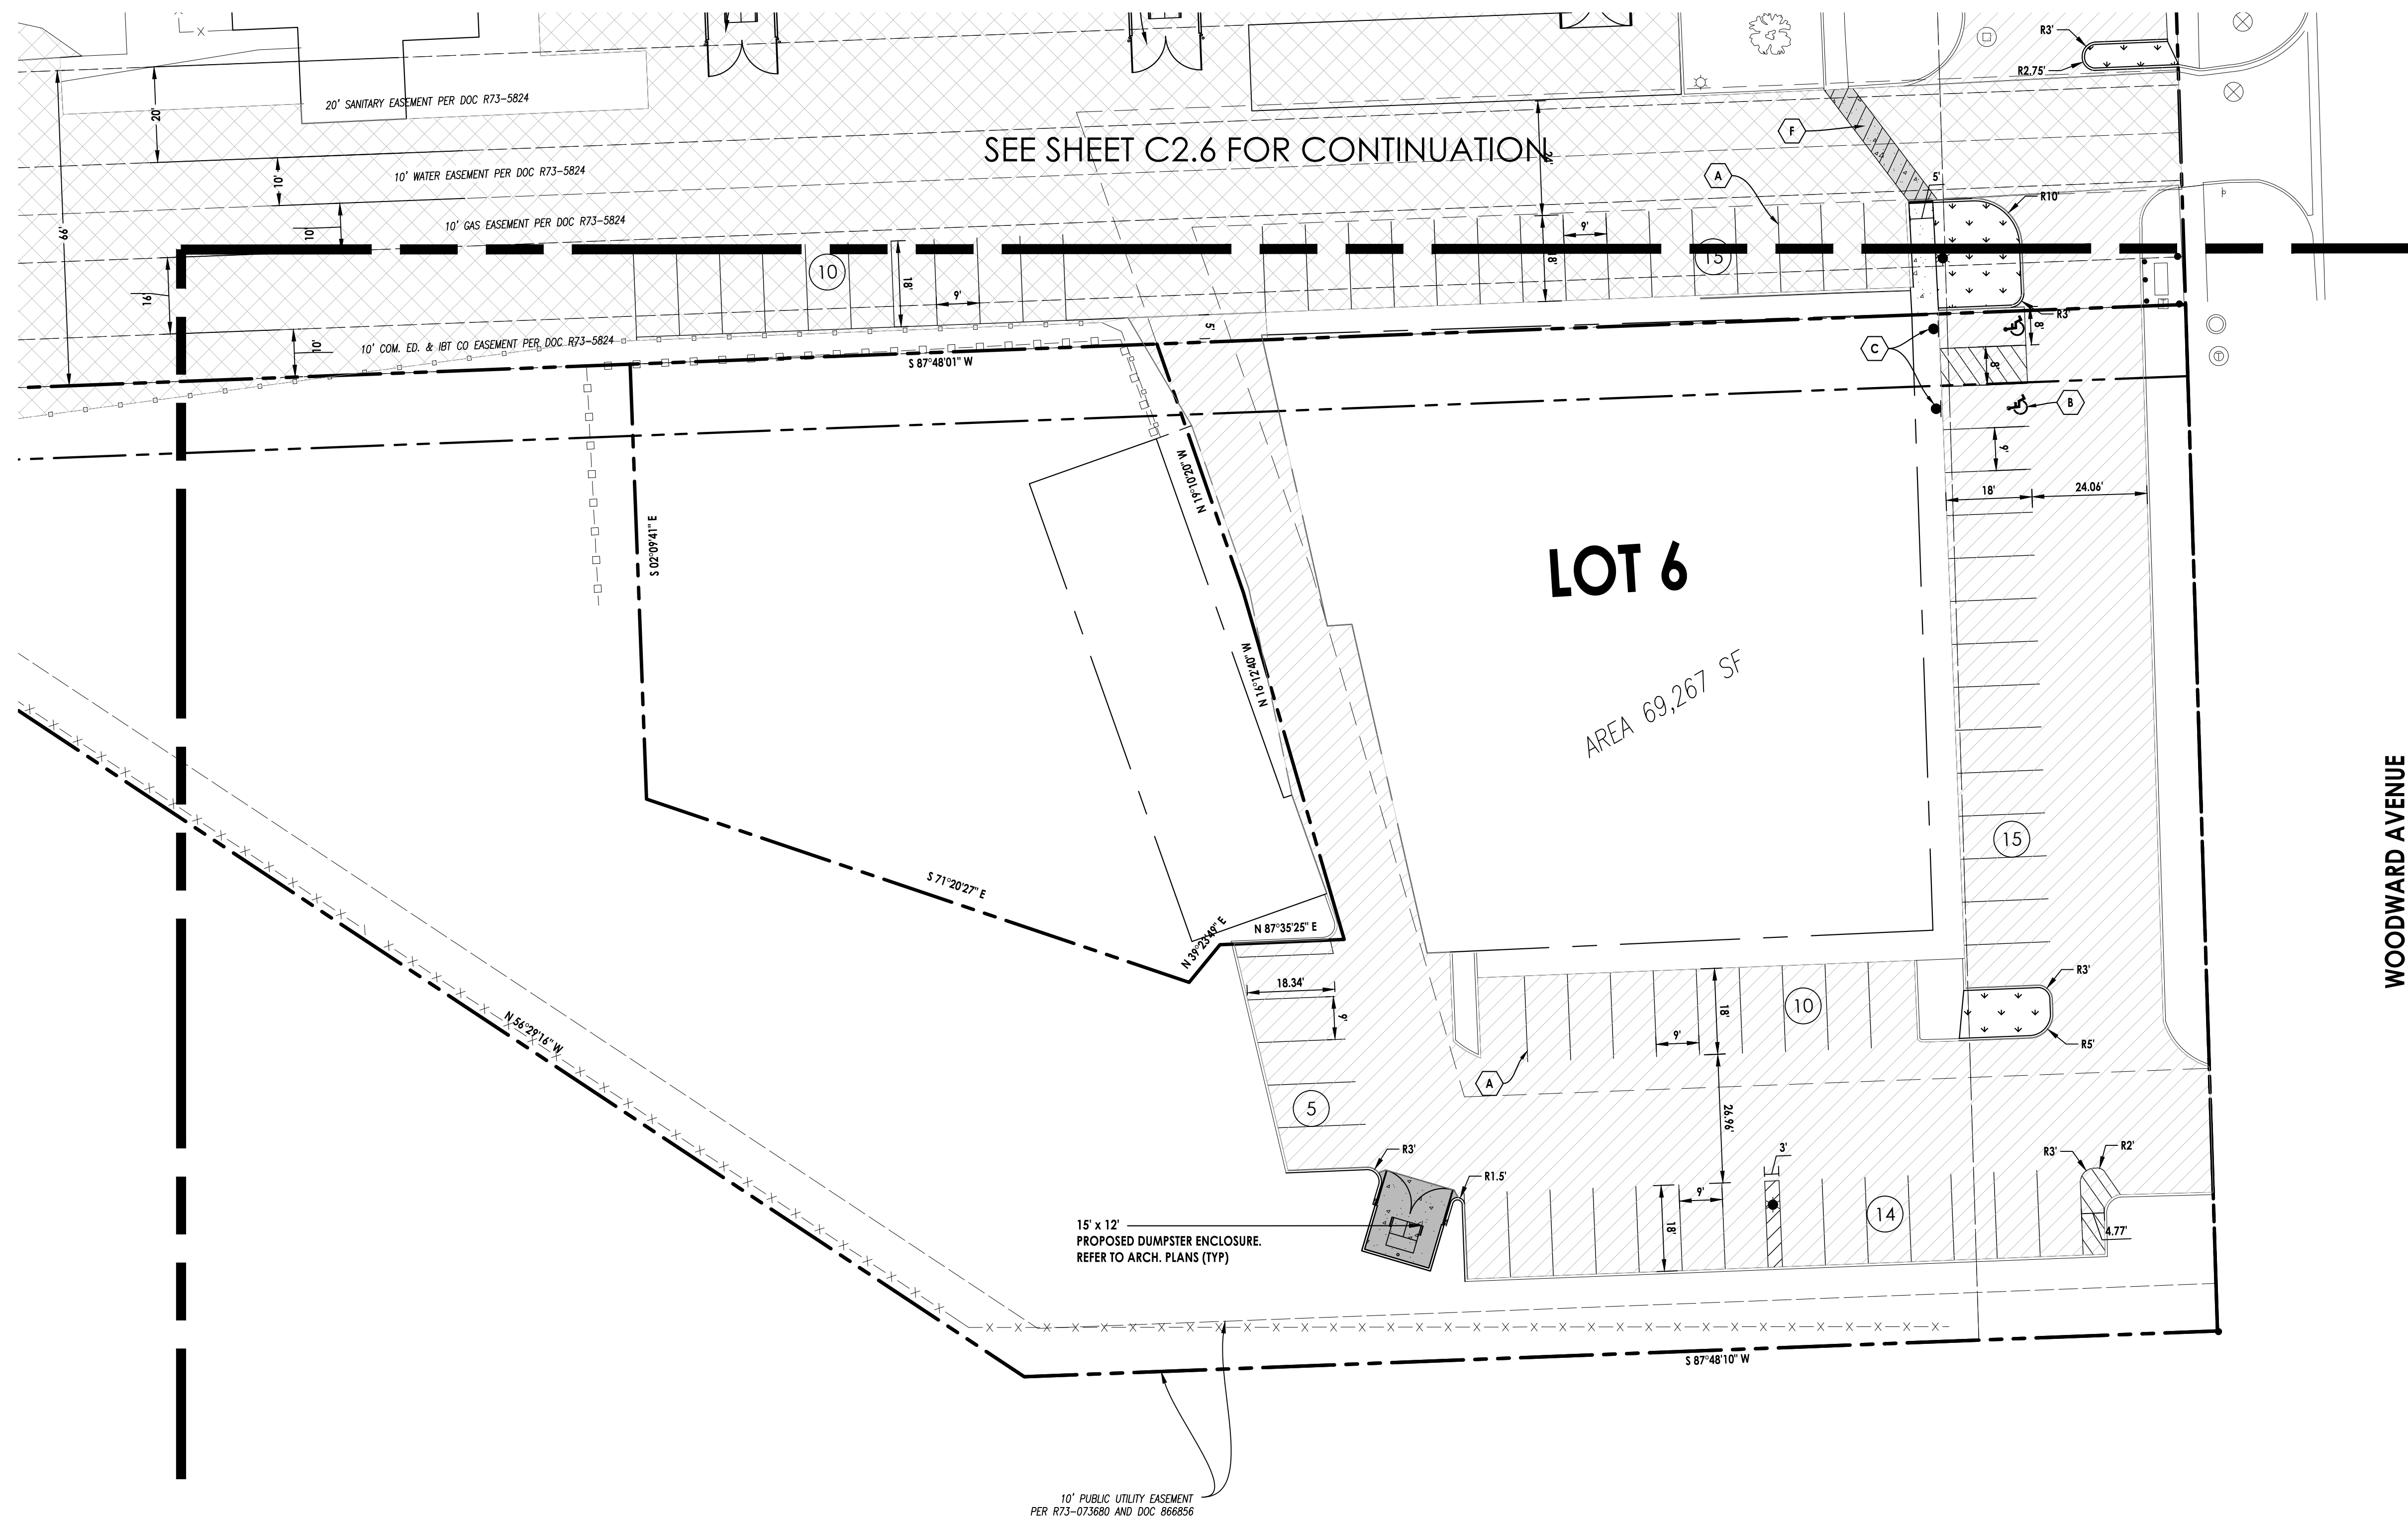 R3'
R2.75'
20' SANITARY EASEMENT PER DOC R73-5824
20'
F
SEE SHEET C2.6 FOR CONTINUATION
24'
10' WATER EASEMENT PER DOC R73-5824
10'
A
5'
R10'
10' GAS EASEMENT PER DOC R73-5824
66'
10'
9'
10
18'
15
18'
16'
9'
R3'
8'
5'
10' COM. ED. & IBT CO EASEMENT PER DOC R73-5824
10'
S 87°48'01" W
C
8'
B
9'
N 19°10'20" W
18'
24.06'
S 02°09'41" E
LOT 6
N 16°12'40" W
AREA 69,267 SF
WOODWARD AVENUE
15
S 71°20'27" E
N 39°23'49" E
N 87°35'25" E
18.34'
9'
R3'
10
18'
9'
R5'
N 56°29'16" W
A
5
26.96'
R3'
3'
R3'
R2'
R1.5'
9'
14
18'
4.77'
15' x 12'
PROPOSED DUMPSTER ENCLOSURE.
REFER TO ARCH. PLANS (TYP)
S 87°48'10" W
10' PUBLIC UTILITY EASEMENT
PER R73-073680 AND DOC 866856